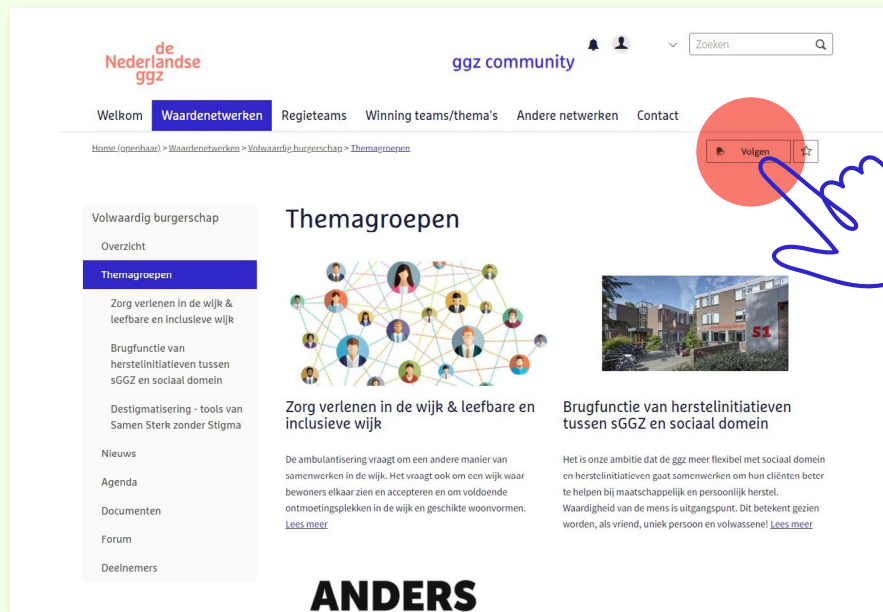 de
Nederlandse
ggz
ggz community
Zoeken
Welkom Waardenetwerken Regieteams Winning teams/thema's Andere netwerken Contact
Home (openbaar) > Waardenetwerken > Volwaardig burgerschap > Themagroepen
Volgen
Volwaardig burgerschap
Overzicht
Themagroepen
Zorg verlenen in de wijk &
leefbare en inclusieve wijk
Brugfunctie van
herstelinitiatieven tussen
sGGZ en sociaal domein
Destigmatisering - tools van
Samen Sterk zonder Stigma
Nieuws
Agenda
Documenten
Forum
Deelnemers
Themagroepen
Zorg verlenen in de wijk & leefbare en
inclusieve wijk
De ambulantisering vraagt om een andere manier van
samenwerken in de wijk. Het vraagt ook om een wijk waar
bewoners elkaar zien en accepteren en om voldoende
ontmoetingsplekken in de wijk en geschikte woonvormen.
Lees meer
51
Brugfunctie van herstelinitiatieven
tussen sGGZ en sociaal domein
Het is onze ambitie dat de ggz meer flexibel met sociaal domein
en herstelinitiatieven gaat samenwerken om hun cliënten beter
te helpen bij maatschappelijk en persoonlijk herstel.
Waardigheid van de mens is uitgangspunt. Dit betekent gezien
worden, als vriend, uniek persoon en volwassene! Lees meer
ANDERS